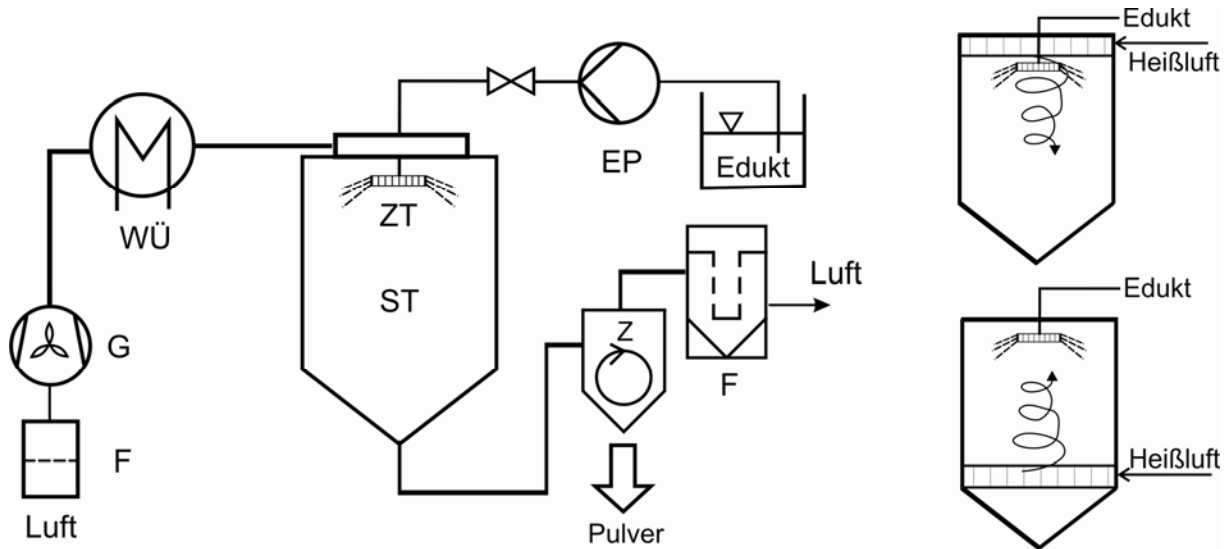 WÜ
G
F
Luft
ZT
ST
EP
Edukt
Z
F
Luft
Pulver
Edukt
Heißluft
Edukt
Heißluft